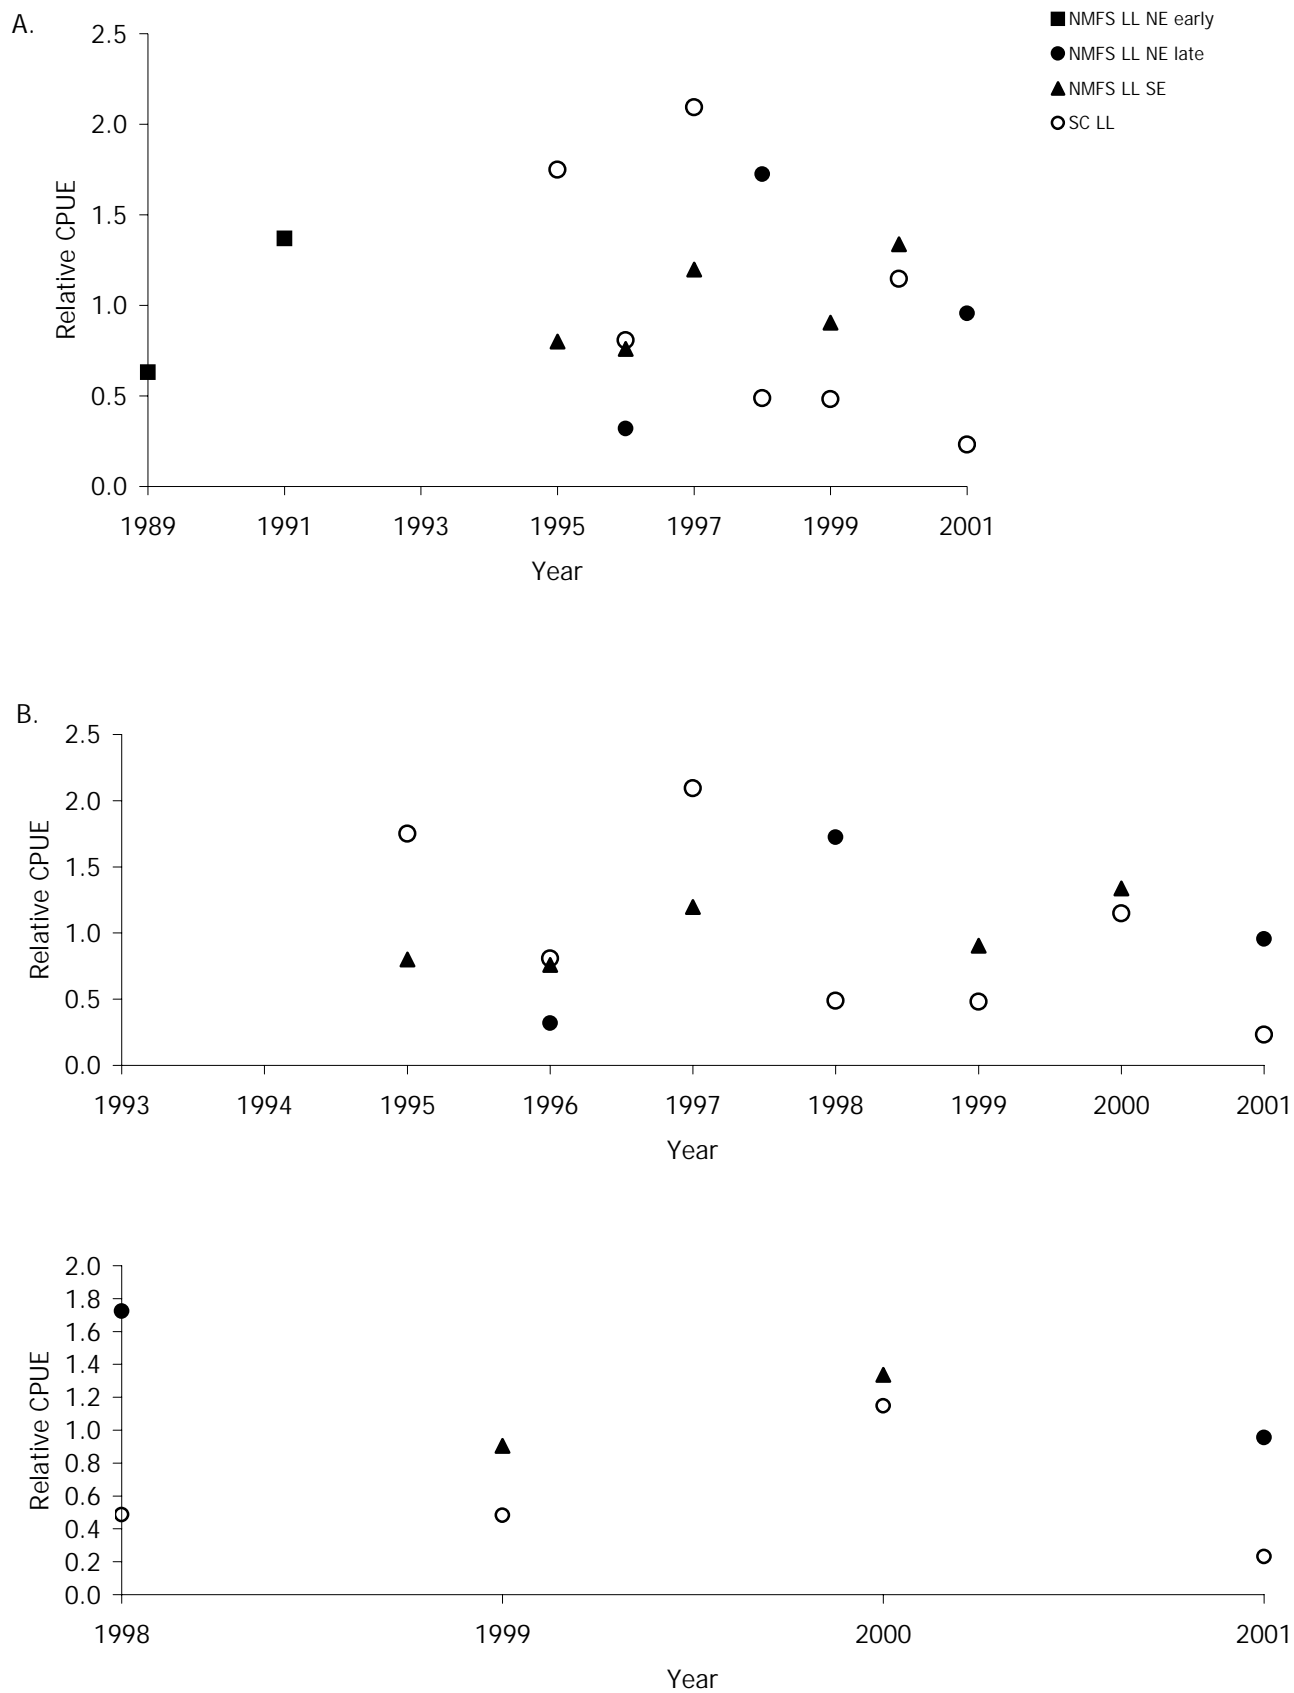 A.
NMFS LL NE early
NMFS LL NE late
NMFS LL SE
SC LL
2.5
2.0
1.5
1.0
0.5
0.0
Relative CPUE
1989 1991 1993 1995 1997 1999 2001
Year
B.
2.5
2.0
1.5
1.0
0.5
0.0
Relative CPUE
1993 1994 1995 1996 1997 1998 1999 2000 2001
Year
2.0
1.8
1.6
1.4
1.2
1.0
0.8
0.6
0.4
0.2
0.0
Relative CPUE
1998 1999 2000 2001
Year